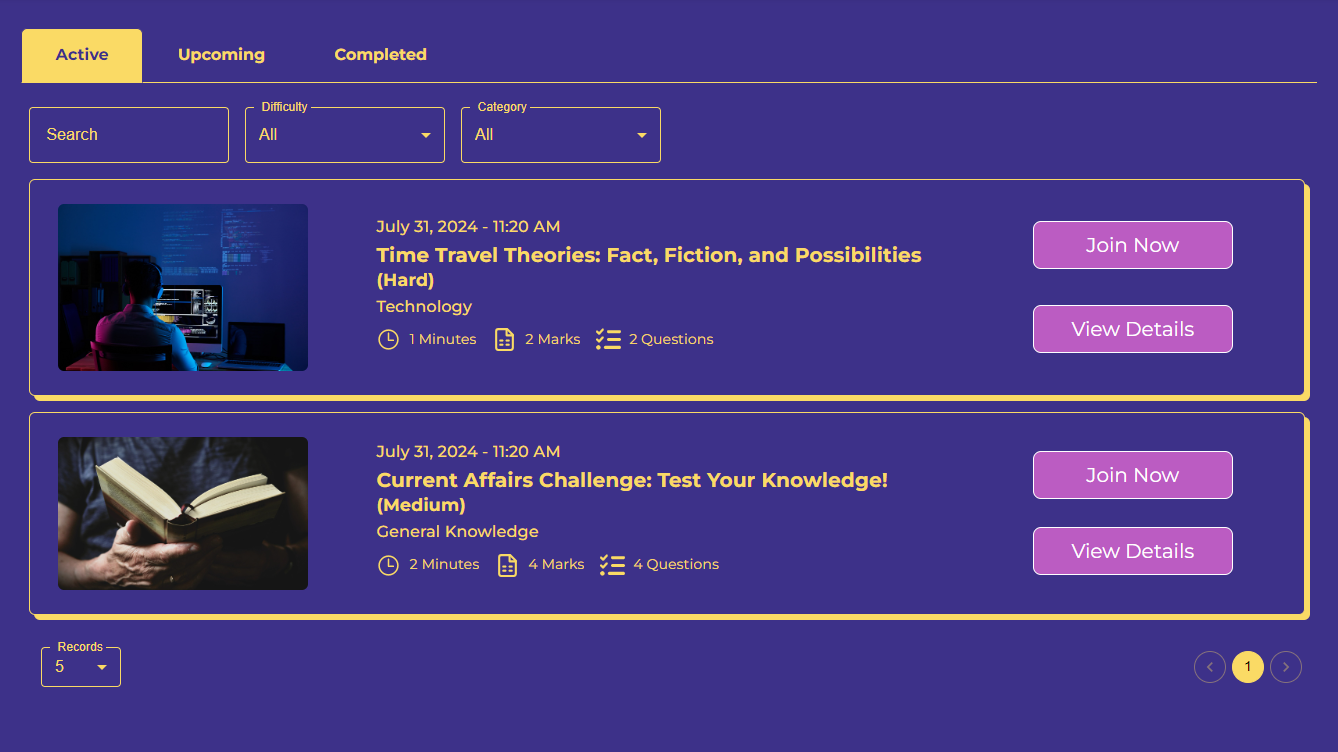 Active
Upcoming
Completed
Search
Difficulty
All
Category
All
July 31, 2024 - 11:20 AM
Time Travel Theories: Fact, Fiction, and Possibilities
(Hard)
Technology
1 Minutes
2 Marks
2 Questions
Join Now
View Details
July 31, 2024 - 11:20 AM
Current Affairs Challenge: Test Your Knowledge!
(Medium)
General Knowledge
2 Minutes
4 Marks
4 Questions
Join Now
View Details
Records
5
1